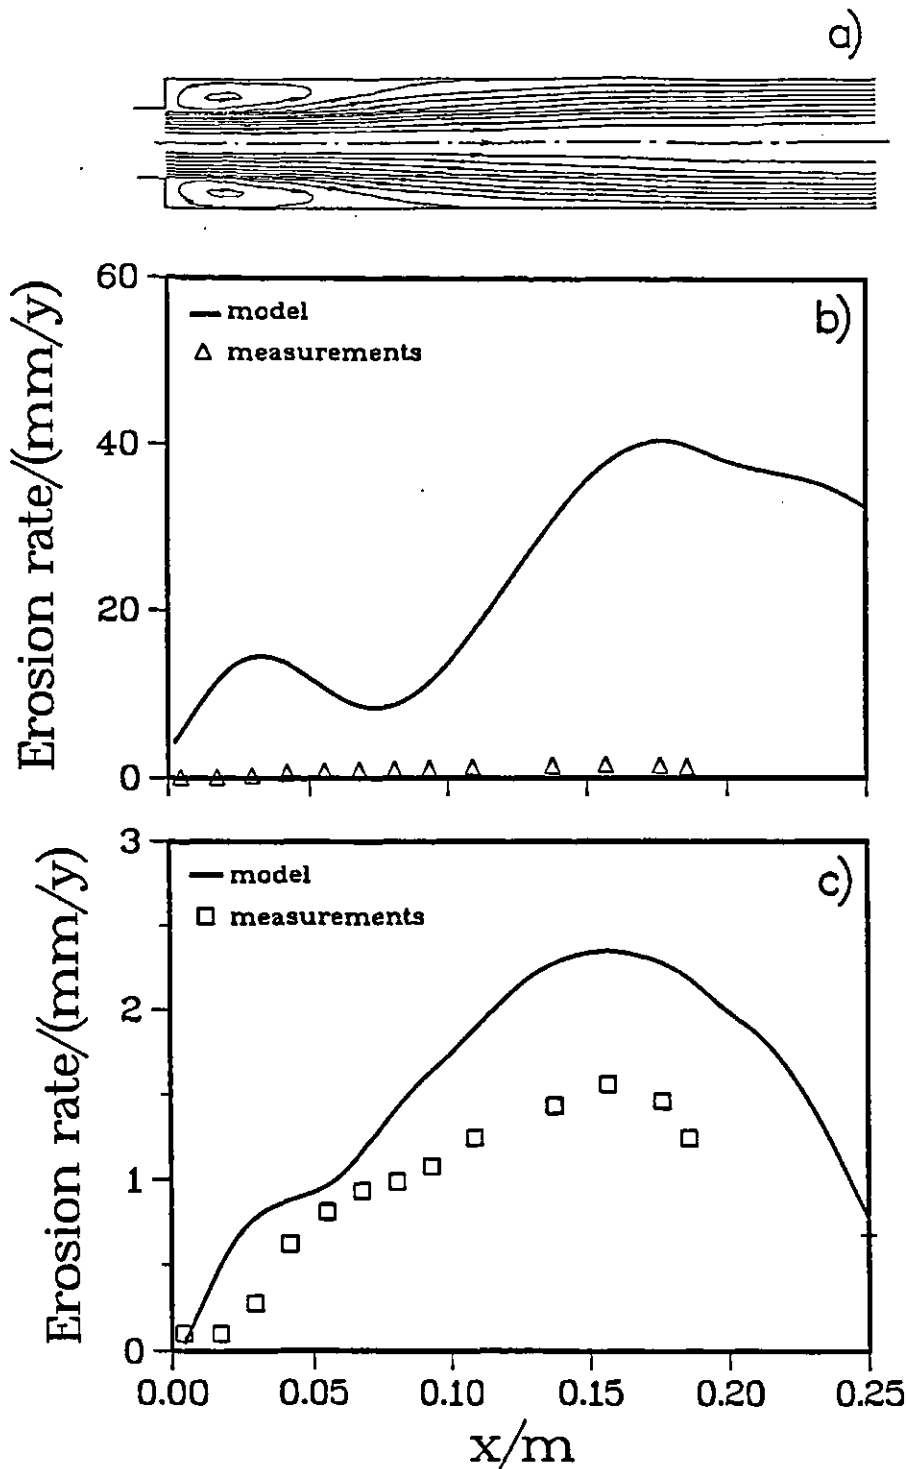 a)
60
40
20
0
Erosion rate/(mm/y)
model
measurements
b)
3
2
1
0
Erosion rate/(mm/y)
model
measurements
c)
0.00 0.05 0.10 0.15 0.20 0.25
x/m